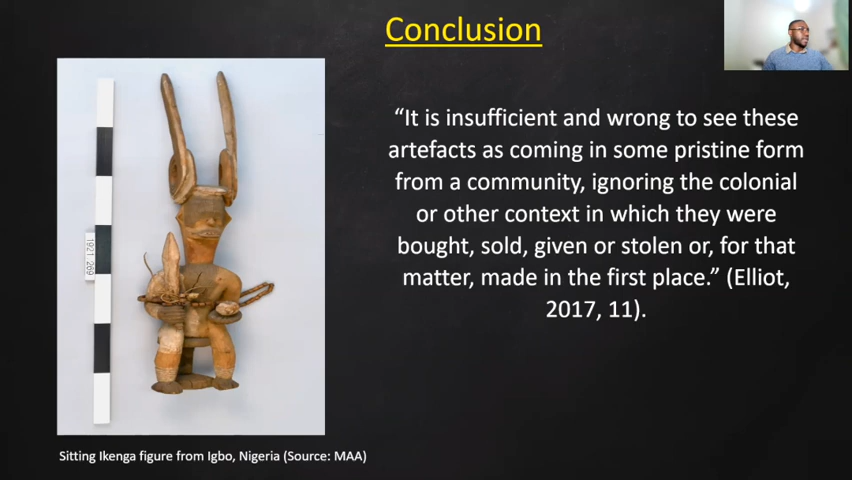 Conclusion
“It is insufficient and wrong to see these
artefacts as coming in some pristine form
from a community, ignoring the colonial
or other context in which they were
bought, sold, given or stolen or, for that
matter, made in the first place.” (Elliot,
2017, 11).
1921. 269
Sitting Ikenga figure from Igbo, Nigeria (Source: MAA)